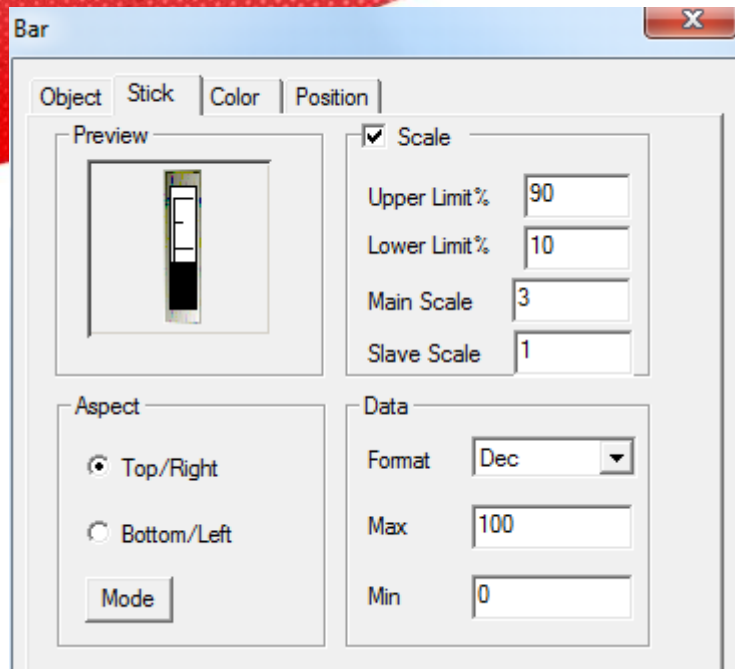 Bar
X
Object Stick Color Position
Preview
Scale
Upper Limit% 90
Lower Limit% 10
Main Scale 3
Slave Scale 1
Aspect
Top/Right
Bottom/Left
Mode
Data
Format Dec
Max 100
Min 0